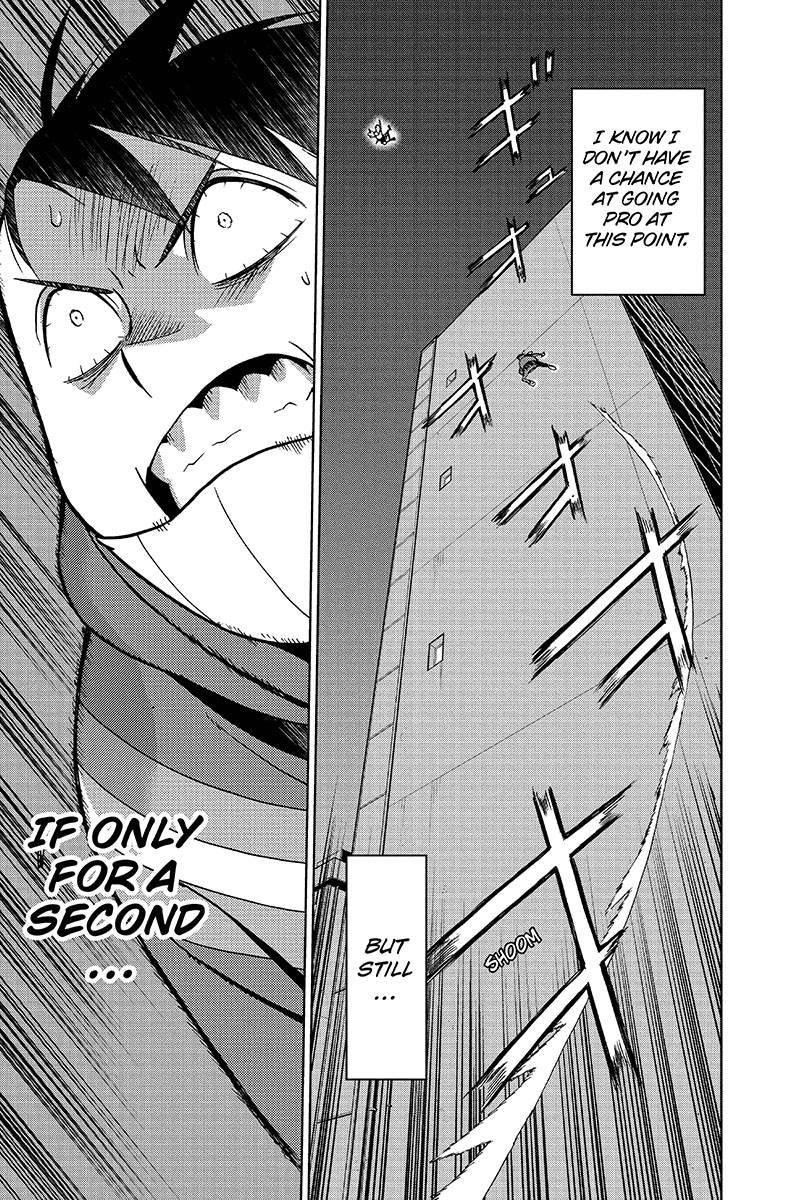 I KNOW I
DON'T HAVE
A CHANCE
AT GOING
PRO AT
THIS POINT.
BUT
STILL
...
SHOOM
IF ONLY
FOR A
SECOND
...